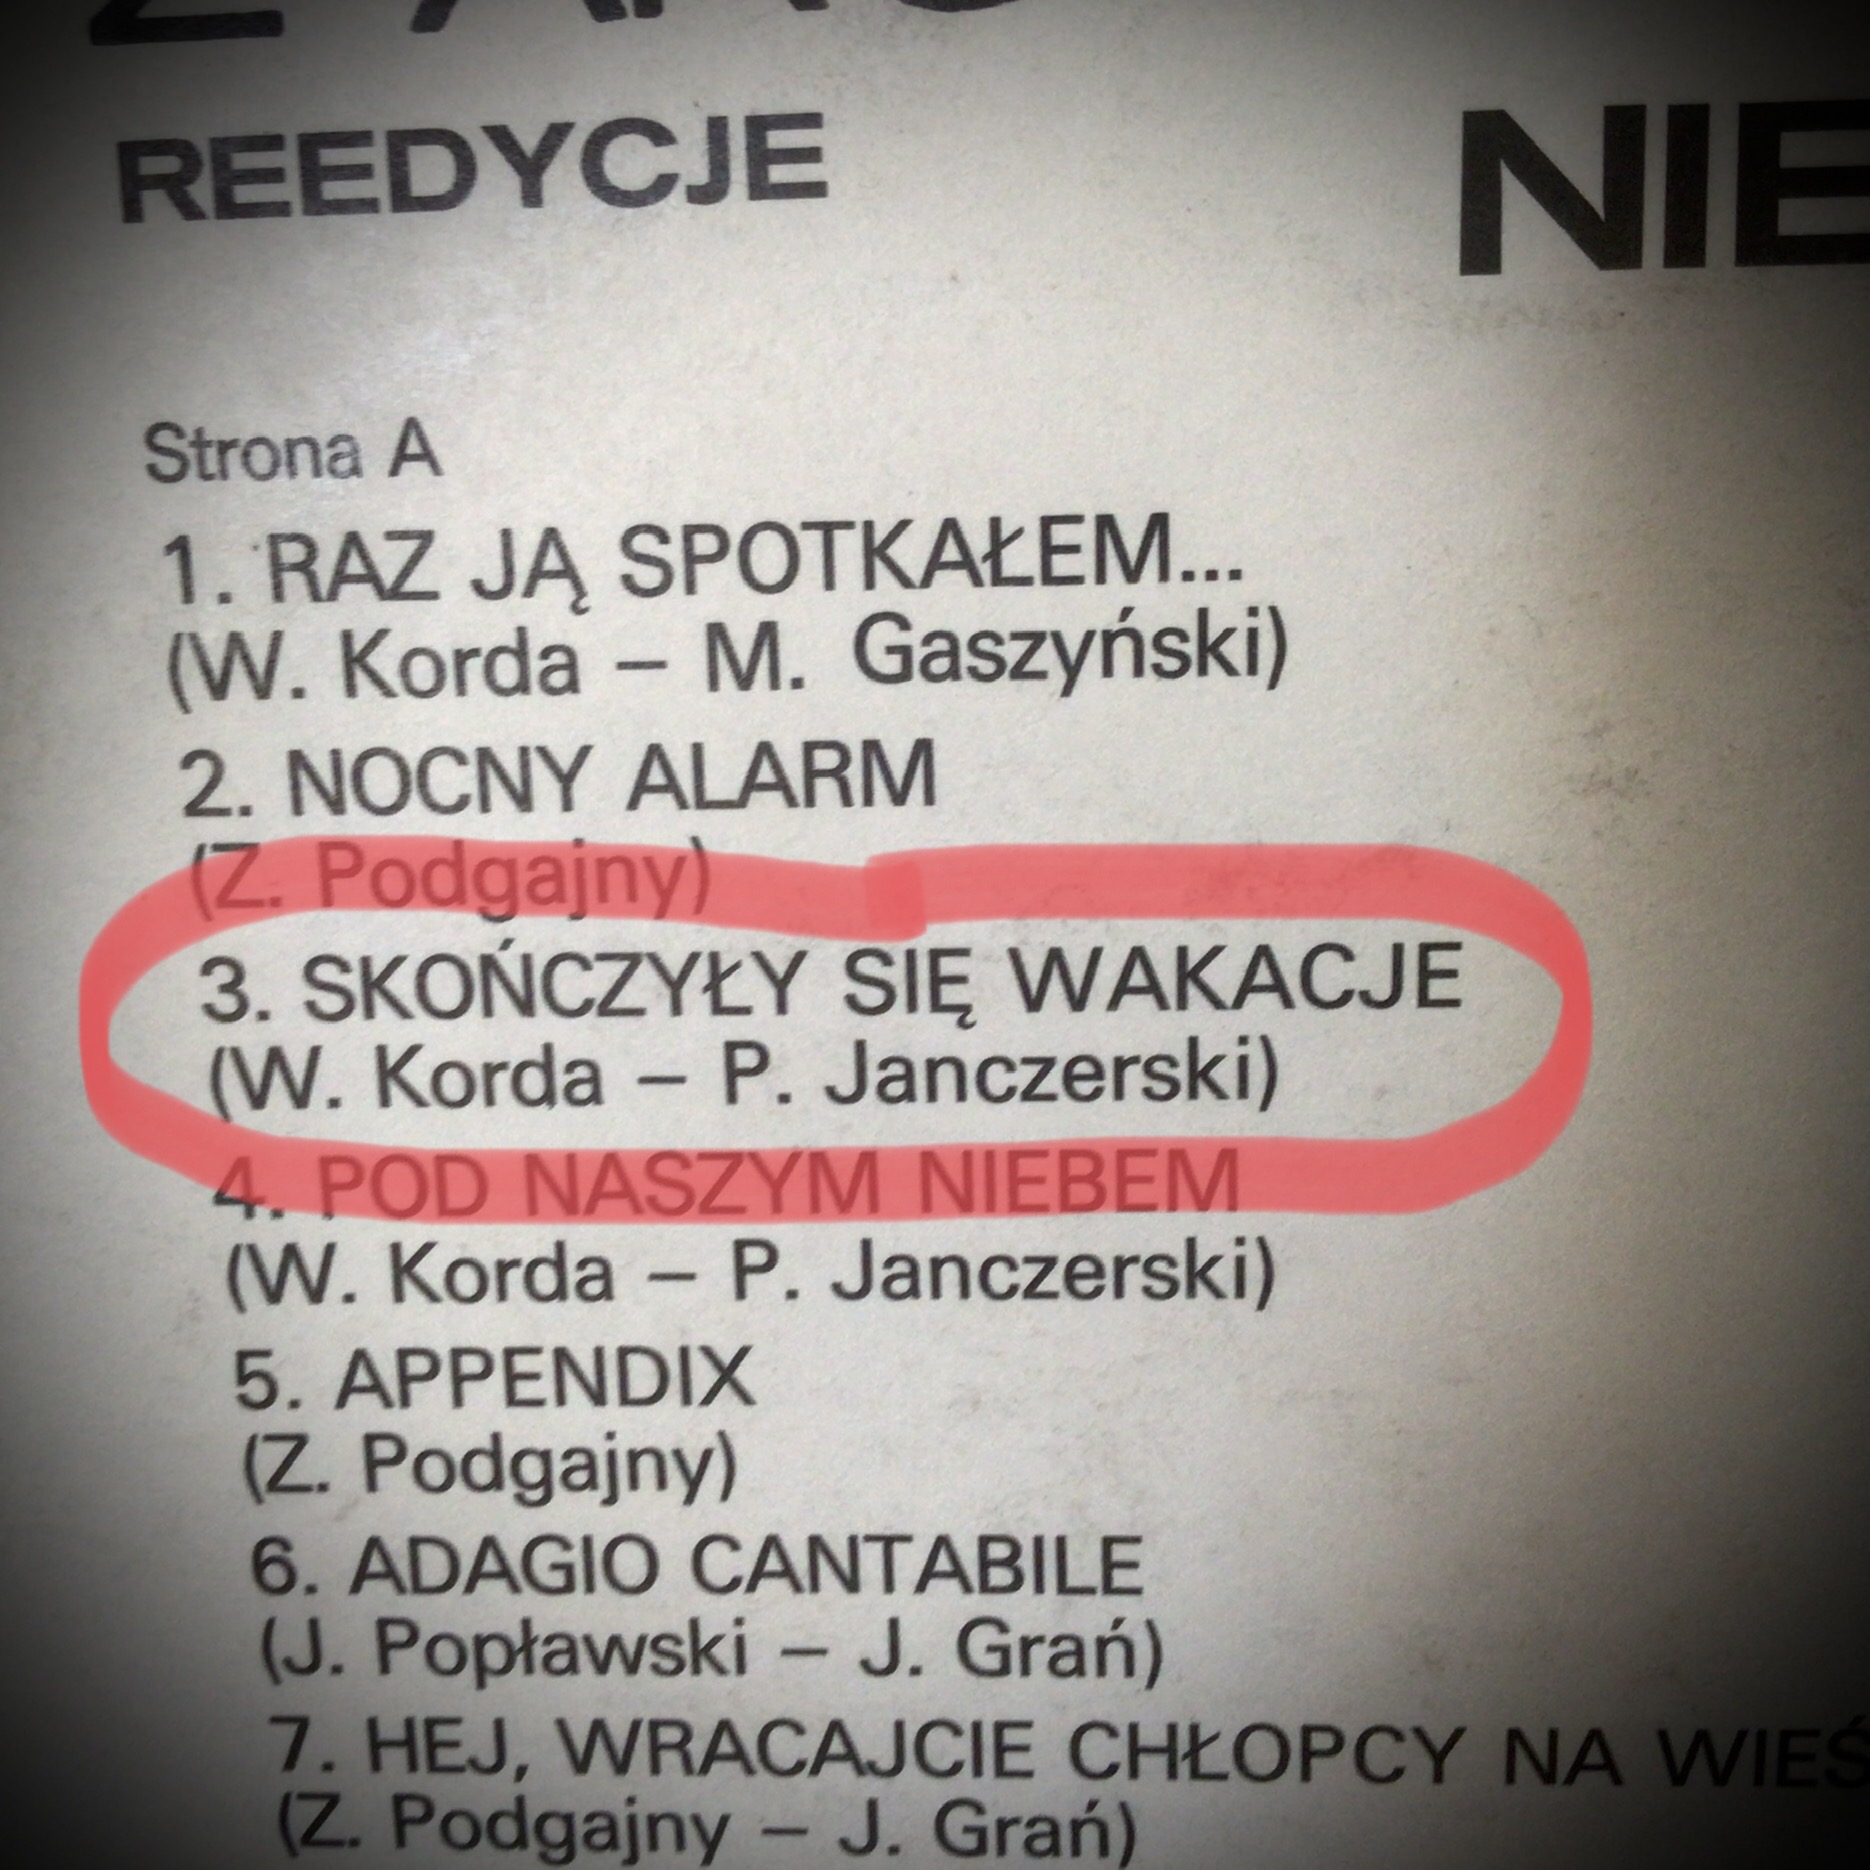 REEDYCJE
Strona A
1. RAZ JĄ SPOTKAŁEM...
(W. Korda – M. Gaszyński)
2. NOCNY ALARM
(Z. Podgajny)
3. SKOŃCZYŁY SIĘ WAKACJE
(W. Korda – P. Janczerski)
4. POD NASZYM NIEBEM
(W. Korda – P. Janczerski)
5. APPENDIX
(Z. Podgajny)
6. ADAGIO CANTABILE
(J. Popławski – J. Grań)
7. HEJ, WRACAJCIE CHŁOPCY NA WIEŚ
(Z. Podgajny – J. Grań)